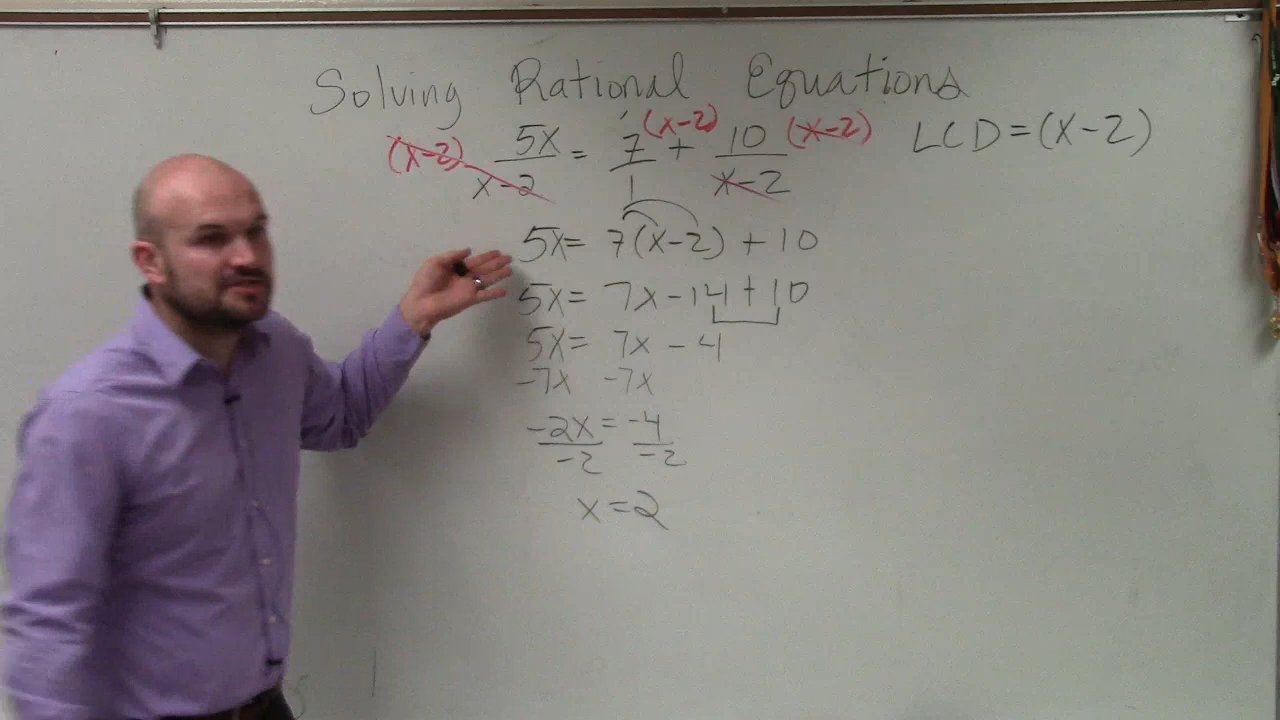 Solving Rational Equations
(x-2) 5x/x-2 = 7/1 (x-2) + 10/x-2 (x-2) LCD = (x-2)
5x = 7(x-2) + 10
5x = 7x - 14 + 10
5x = 7x - 4
-7x -7x
-2x/-2 = -4/-2
x = 2